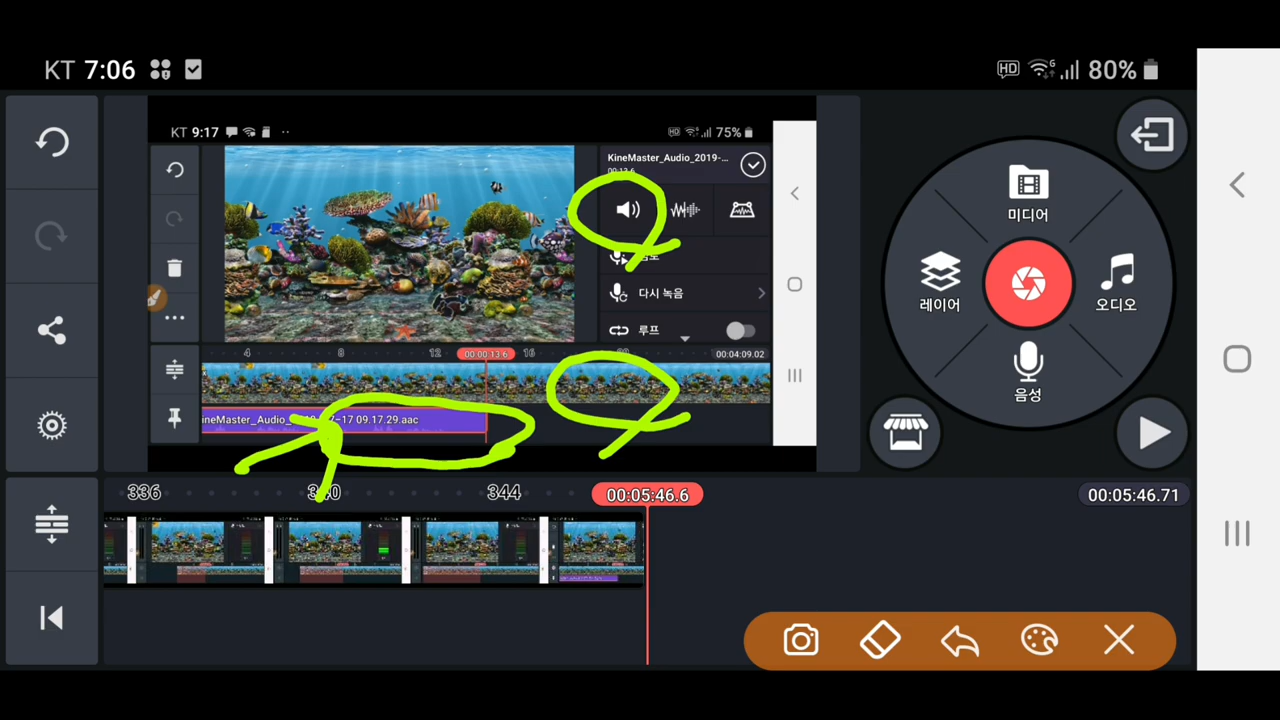 KT 7:06
HD 80%
KT 9:17
HD 75%
KineMaster_Audio_2019-...
다시 녹음
루프
4 8 12 00:00:13.6 16 00:04:09.02
09.17.29.aac
미디어
레이어
오디오
음성
336 344 00:05:46.6 00:05:46.71